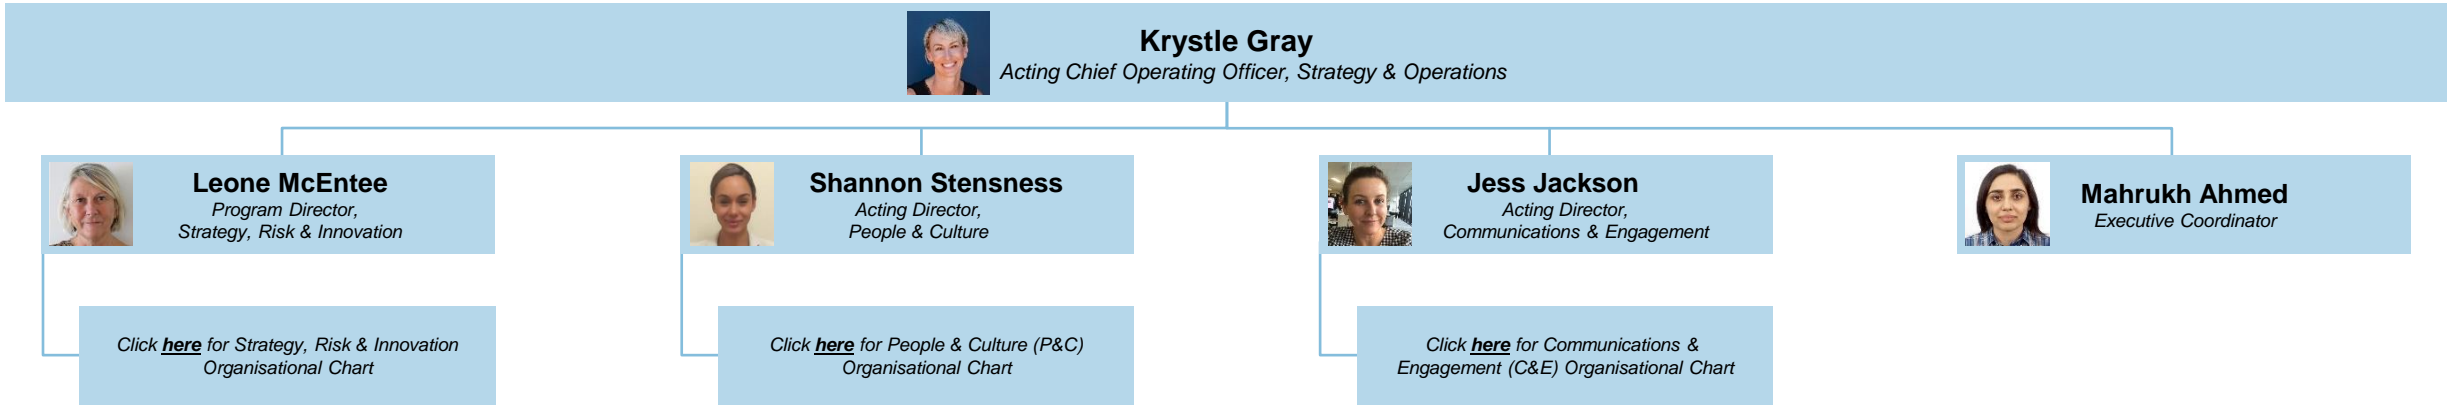 Krystle Gray
Acting Chief Operating Officer, Strategy & Operations
Leone McEntee
Program Director,
Strategy, Risk & Innovation
Shannon Stensness
Acting Director,
People & Culture
Jess Jackson
Acting Director,
Communications & Engagement
Mahrukh Ahmed
Executive Coordinator
Click here for Strategy, Risk & Innovation
Organisational Chart
Click here for People & Culture (P&C)
Organisational Chart
Click here for Communications &
Engagement (C&E) Organisational Chart